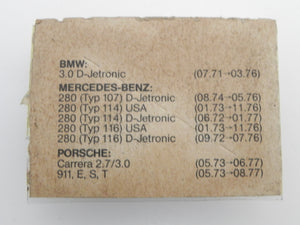 BMW:
3.0 D-Jetronic (07.71→03.76)
MERCEDES-BENZ:
280 (Typ 107) D-Jetronic (08.74→05.76)
280 (Typ 114) USA (01.73→11.76)
280 (Typ 114) D-Jetronic (06.72→01.77)
280 (Typ 116) USA (01.73→11.76)
280 (Typ 116) D-Jetronic (09.72→07.76)
PORSCHE:
Carrera 2.7/3.0 (05.73→06.77)
911, E, S, T (05.73→08.77)